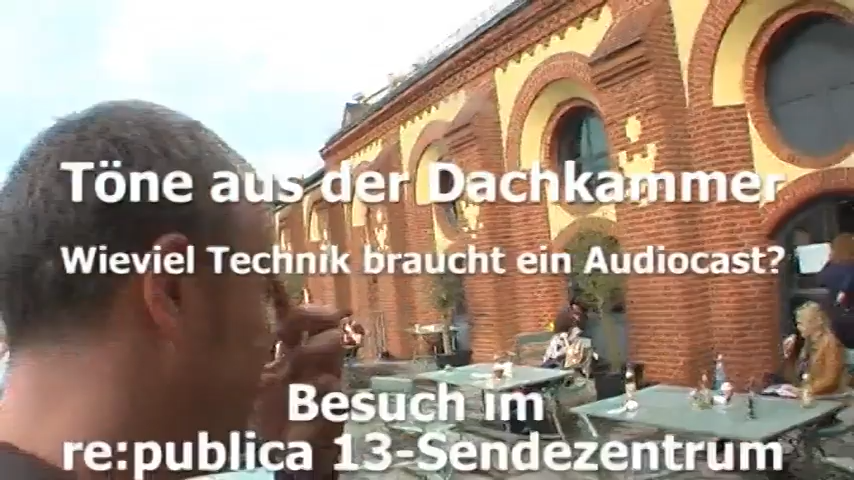 Töne aus der Dachkammer
Wieviel Technik braucht ein Audiocast?
Besuch im
re:publica 13-Sendezentrum